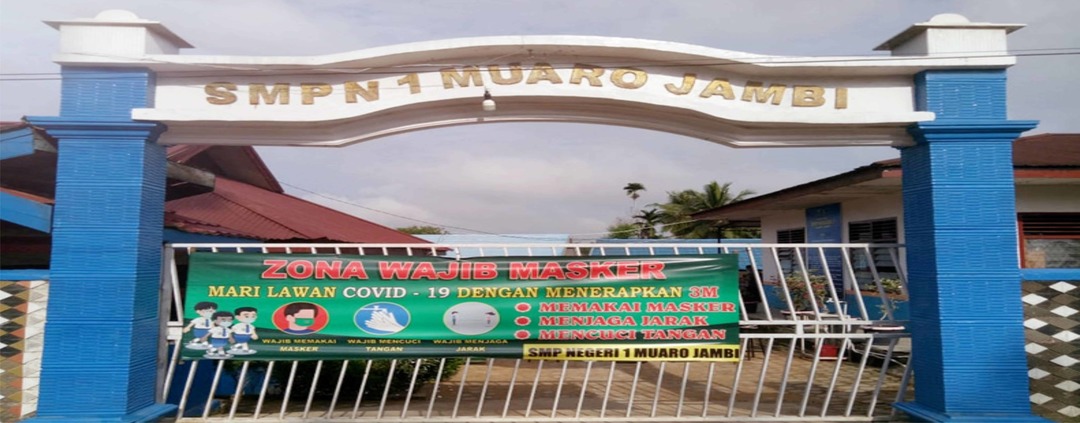 SMPN 1 MUARO JAMBI
ZONA WAJIB MASKER
MARI LAWAN COVID - 19 DENGAN MENERAPKAN 3M
MEMAKAI MASKER
MENJAGA JARAK
MENCUCI TANGAN
WAJIB MEMAKAI
MASKER
WAJIB MENCUCI
TANGAN
WAJIB MENJAGA
JARAK
SMP NEGERI 1 MUARO JAMBI